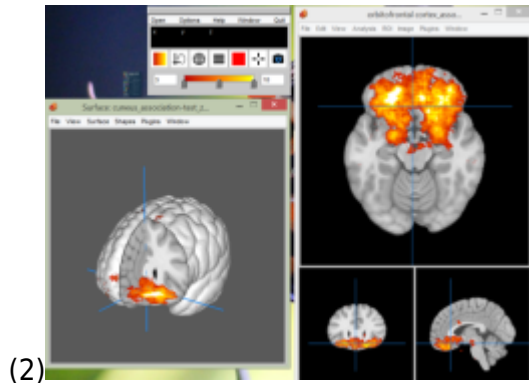 Open Options Help Window Quit
x y z
Surface: cuneus_association-test_z...
File View Surface Shapes Plugins Window
orbitofrontal-cortex_asso...
File Edit View Analysis ROI Image Plugins Window
(2)